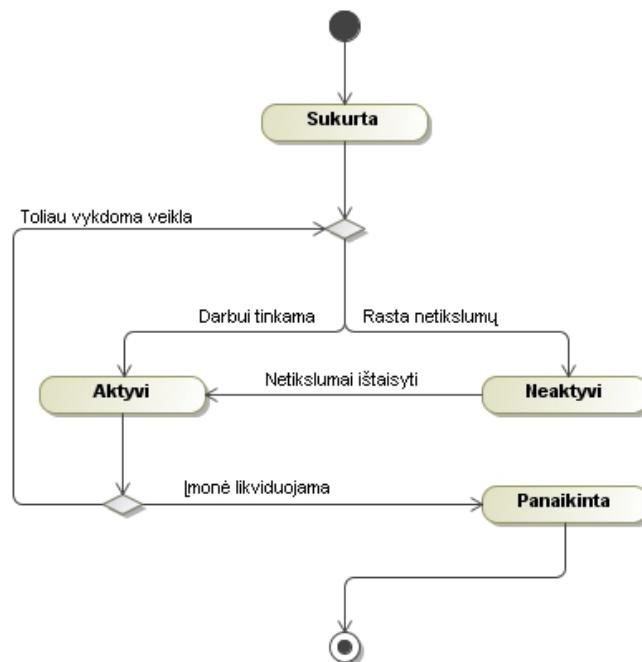 Sukurta
Toliau vykdoma veikla
Darbui tinkama
Rasta netikslumų
Aktyvi
Netikslumai ištaisyti
Neaktyvi
Įmonė likviduojama
Panaikinta